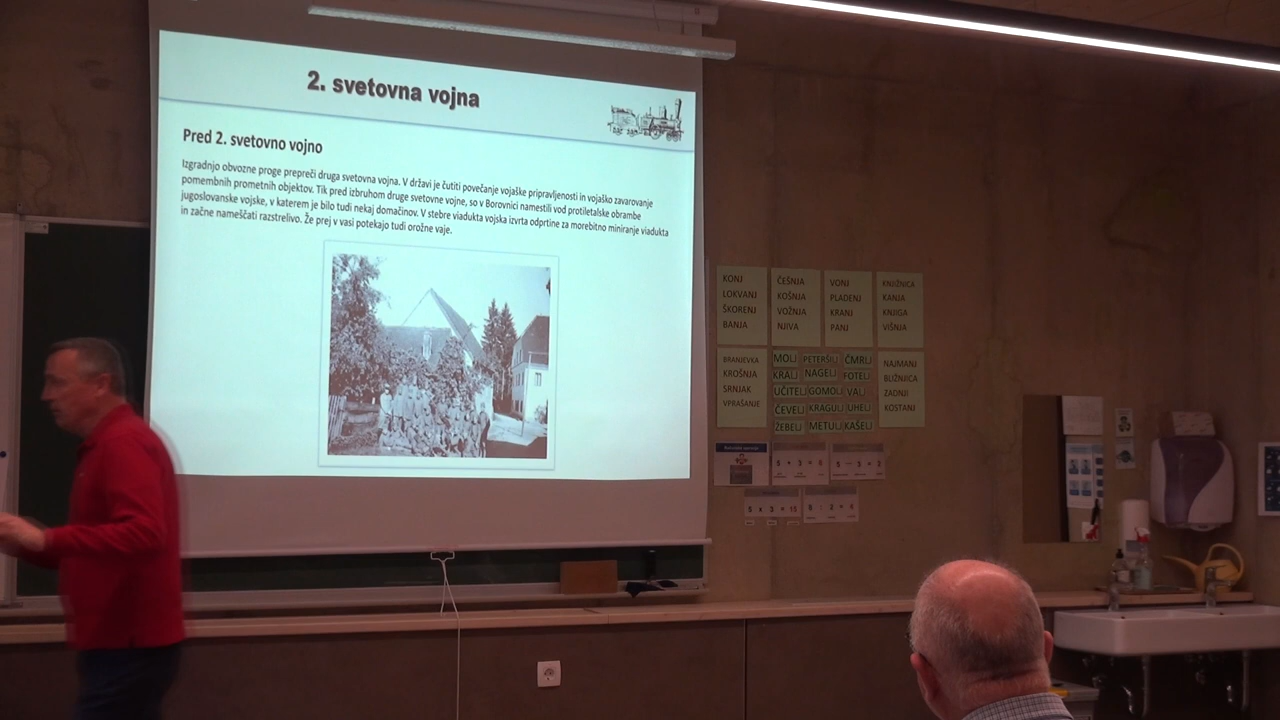 2. svetovna vojna
Pred 2. svetovno vojno
Izgradnjo obvozne proge prepreči druga svetovna vojna. V državi je čutiti povečanje vojaške pripravljenosti in vojaško zavarovanje
pomembnih prometnih objektov. Tik pred izbruhom druge svetovne vojne, so v Borovnici namestili vod protiletalske obrambe
jugoslovanske vojske, v katerem je bilo tudi nekaj domačinov. V stebre viadukta vojska izvrta odprtine za morebitno miniranje viadukta
in začne nameščati razstrelivo. Že prej v vasi potekajo tudi orožne vaje.
KONJ
LOKVANJ
ŠKORENJ
BANJA
ČEŠNJA
KOŠNJA
VOŽNJA
NJIVA
VONJ
PLADENJ
KRANJ
PANJ
KNJIŽNICA
KANJA
KNJIGA
VIŠNJA
BRANJEVKA
KROŠNJA
SRNJAK
VPRAŠANJE
MOLJ PETERŠILJ ČMRLJ
KRALJ NAGELJ FOTELJ
UČITELJ GOMOLJ VALJ
ČEVELJ KRAGULJ UHELJ
ŽEBELJ METULJ KAŠELJ
NAJMANJ
BLIŽNJICA
ZADNJI
KOSTANJ
5 x 3 = 15